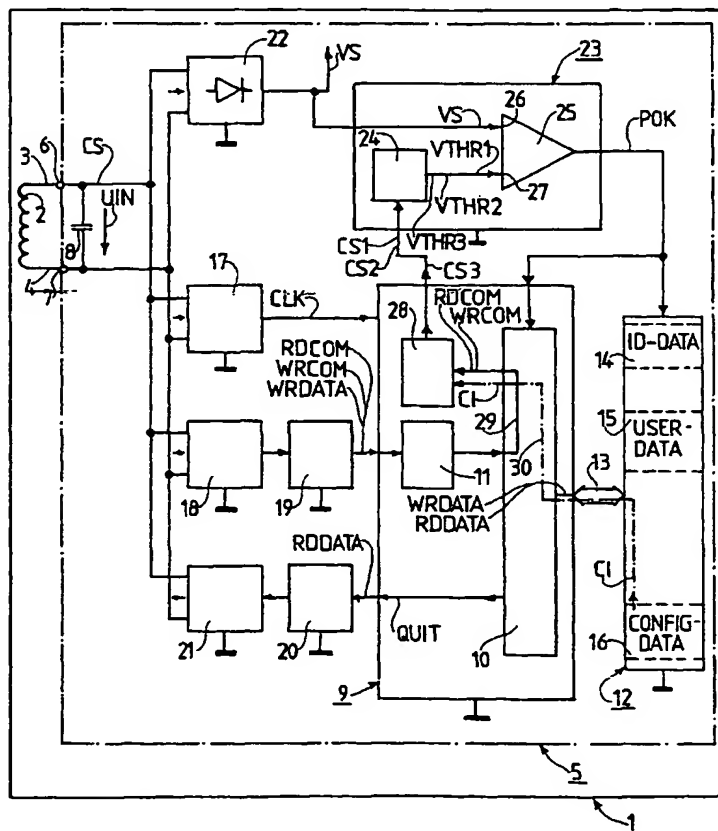 22
VS
23
24
VS
26
25
POK
VTHR1
27
VTHR2
VTHR3
3
6
CS
2
UIN
8
4
7
CS1
CS2
CS3
17
CLK
28
RDCOM
WRCOM
RDCOM
WRCOM
WRDATA
CI
29
30
ID-DATA
14
15
USER-
DATA
13
18
19
11
WRDATA
RDDATA
RDDATA
CI
21
20
QUIT
10
CONFIG-
DATA
16
9
12
5
1